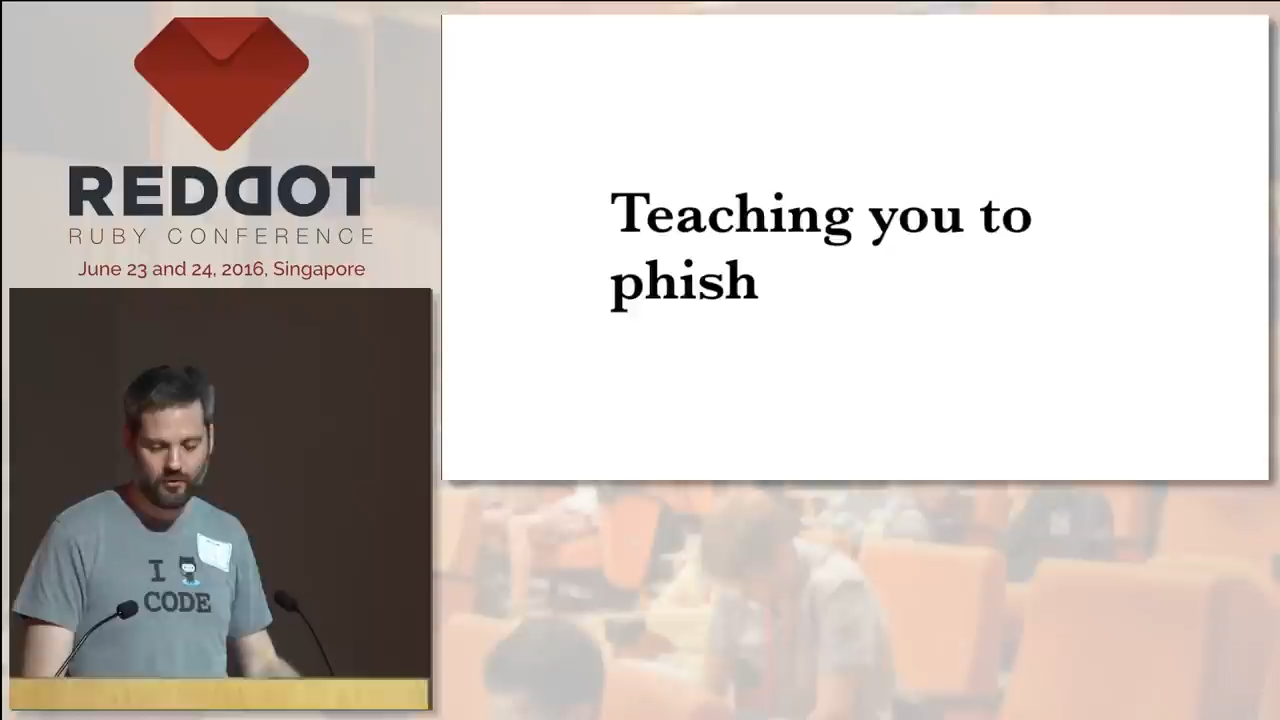 REDDOT
RUBY CONFERENCE
June 23 and 24, 2016, Singapore
Teaching you to
phish
I
CODE